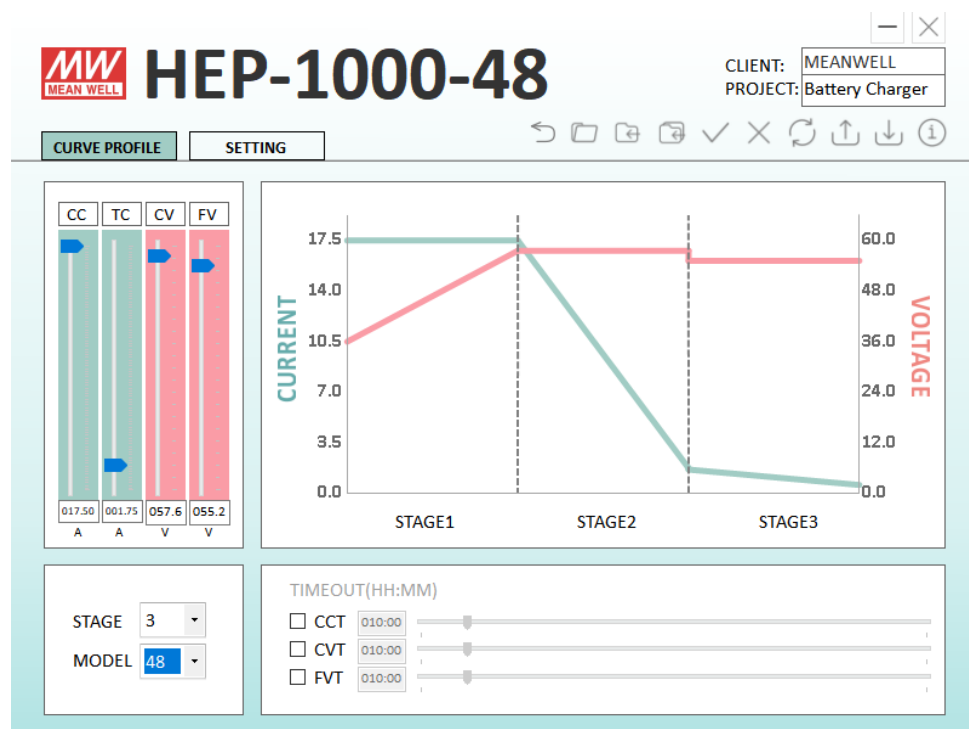 MW
MEAN WELL
HEP-1000-48
CLIENT: MEANWELL
PROJECT: Battery Charger
CURVE PROFILE SETTING
CC TC CV FV
017.50 001.75 057.6 055.2
A A V V
CURRENT
17.5
14.0
10.5
7.0
3.5
0.0
60.0
48.0
36.0
24.0
12.0
0.0
VOLTAGE
STAGE1 STAGE2 STAGE3
STAGE 3
MODEL 48
TIMEOUT(HH:MM)
CCT 010:00
CVT 010:00
FVT 010:00